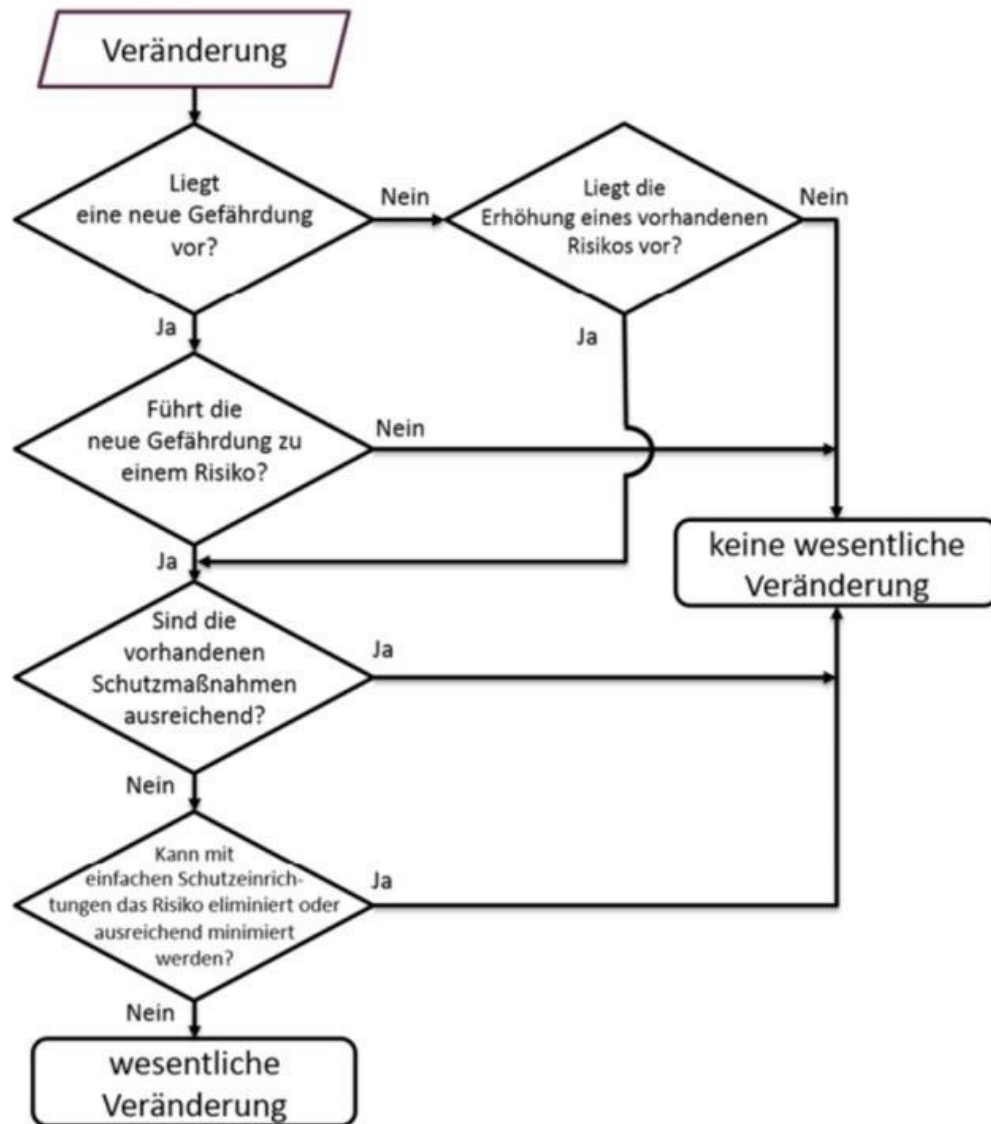 Veränderung
Liegt
eine neue Gefährdung
vor?
Nein
Liegt die
Erhöhung eines vorhandenen
Risikos vor?
Nein
Ja
Ja
Führt die
neue Gefährdung zu
einem Risiko?
Nein
keine wesentliche
Veränderung
Ja
Sind die
vorhandenen
Schutzmaßnahmen
ausreichend?
Ja
Nein
Kann mit
einfachen Schutzeinrich-
tungen das Risiko eliminiert oder
ausreichend minimiert
werden?
Ja
Nein
wesentliche
Veränderung